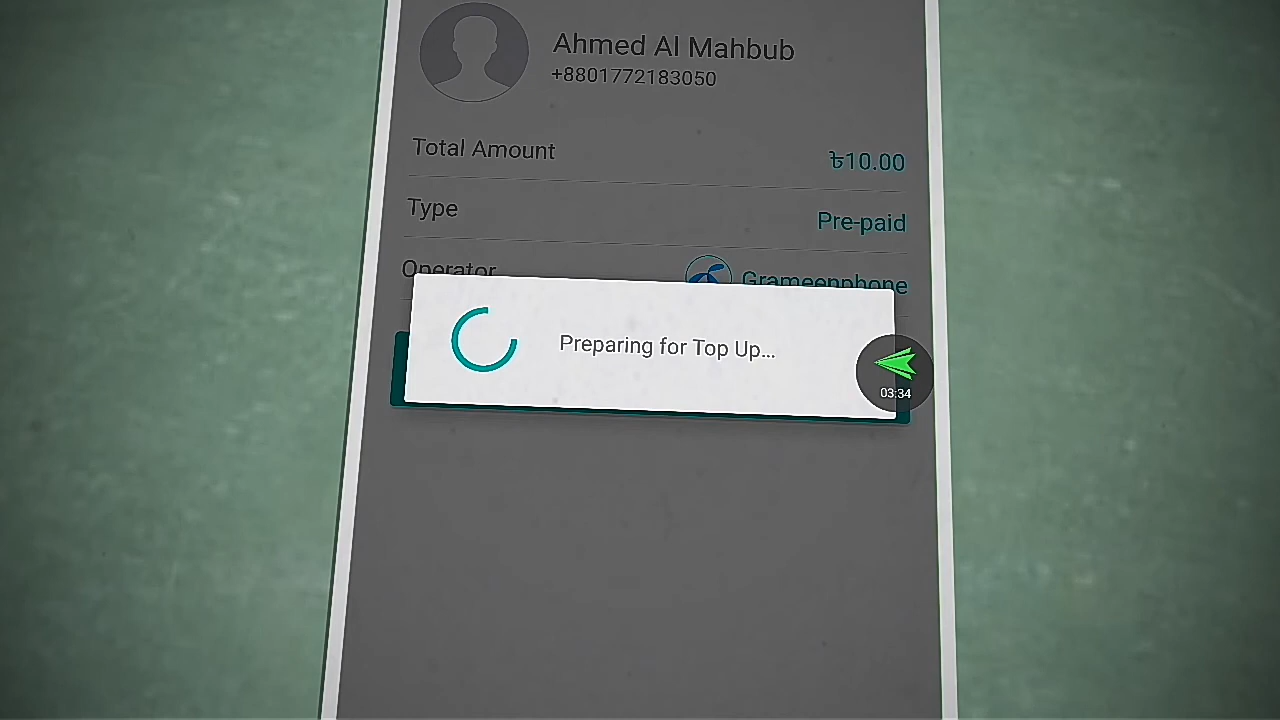 Ahmed Al Mahbub
+8801772183050
Total Amount
৳10.00
Type
Pre-paid
Operator
Grameenphone
Preparing for Top Up...
03:34